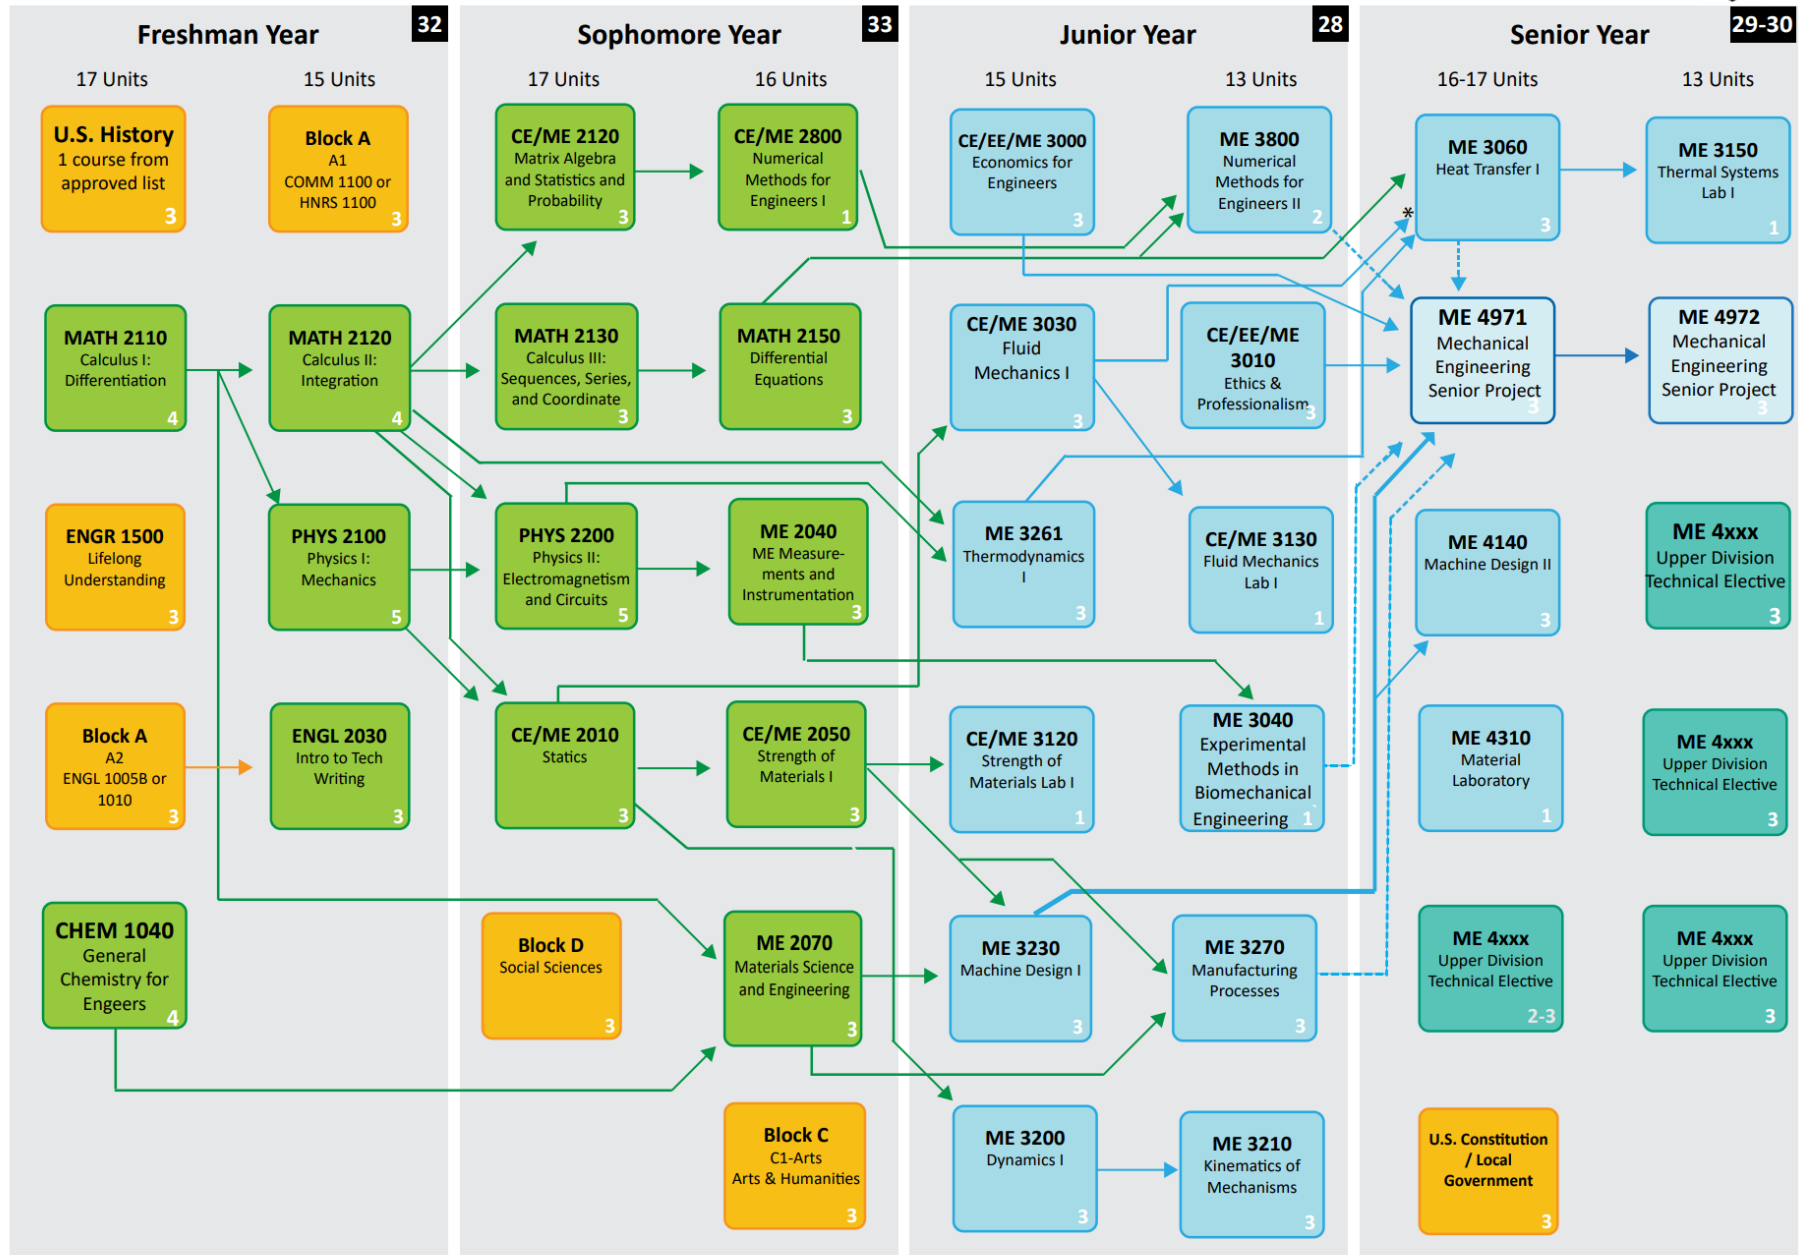 Freshman Year
32
Sophomore Year
33
Junior Year
28
Senior Year
29-30
17 Units
15 Units
17 Units
16 Units
15 Units
13 Units
16-17 Units
13 Units
U.S. History
1 course from
approved list
3
Block A
A1
COMM 1100 or
HNRS 1100
3
CE/ME 2120
Matrix Algebra
and Statistics and
Probability
3
CE/ME 2800
Numerical
Methods for
Engineers I
1
CE/EE/ME 3000
Economics for
Engineers
3
ME 3800
Numerical
Methods for
Engineers II
2
*
ME 3060
Heat Transfer I
3
ME 3150
Thermal Systems
Lab I
1
MATH 2110
Calculus I:
Differentiation
4
MATH 2120
Calculus II:
Integration
4
MATH 2130
Calculus III:
Sequences, Series,
and Coordinate
3
MATH 2150
Differential
Equations
3
CE/ME 3030
Fluid
Mechanics I
3
CE/EE/ME
3010
Ethics &
Professionalism
3
ME 4971
Mechanical
Engineering
Senior Project
3
ME 4972
Mechanical
Engineering
Senior Project
3
ENGR 1500
Lifelong
Understanding
3
PHYS 2100
Physics I:
Mechanics
5
PHYS 2200
Physics II:
Electromagnetism
and Circuits
5
ME 2040
ME Measure-
ments and
Instrumentation
3
ME 3261
Thermodynamics
I
3
CE/ME 3130
Fluid Mechanics
Lab I
1
ME 4140
Machine Design II
3
ME 4xxx
Upper Division
Technical Elective
3
Block A
A2
ENGL 1005B or
1010
3
ENGL 2030
Intro to Tech
Writing
3
CE/ME 2010
Statics
3
CE/ME 2050
Strength of
Materials I
3
CE/ME 3120
Strength of
Materials Lab I
1
ME 3040
Experimental
Methods in
Biomechanical
Engineering
1
ME 4310
Material
Laboratory
1
ME 4xxx
Upper Division
Technical Elective
3
CHEM 1040
General
Chemistry for
Engeers
4
Block D
Social Sciences
3
ME 2070
Materials Science
and Engineering
3
ME 3230
Machine Design I
3
ME 3270
Manufacturing
Processes
3
ME 4xxx
Upper Division
Technical Elective
2-3
ME 4xxx
Upper Division
Technical Elective
3
Block C
C1-Arts
Arts & Humanities
3
ME 3200
Dynamics I
3
ME 3210
Kinematics of
Mechanisms
3
U.S. Constitution
/ Local
Government
3